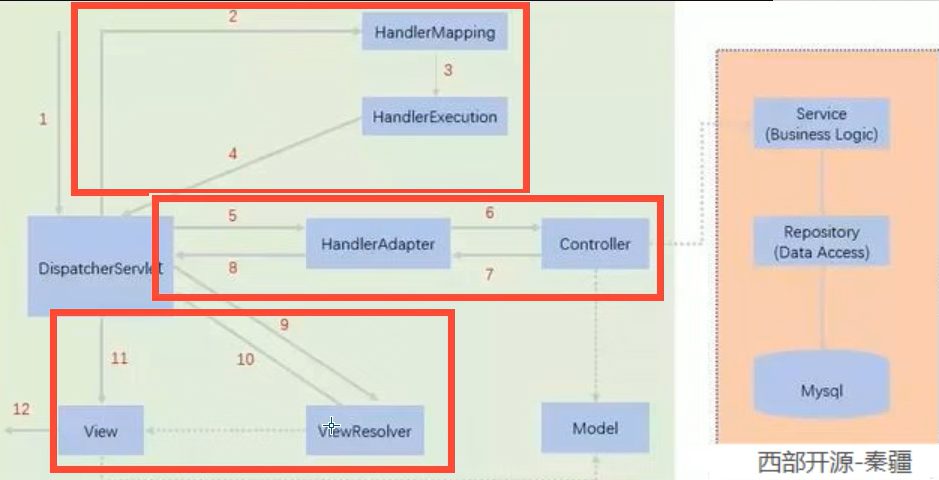 2
HandlerMapping
3
1
HandlerExecution
4
Service
(Business Logic)
5
6
HandlerAdapter
Controller
Repository
(Data Access)
DispatcherServlet
8
7
9
10
11
Mysql
12
View
ViewResolver
Model
西部开源-秦疆